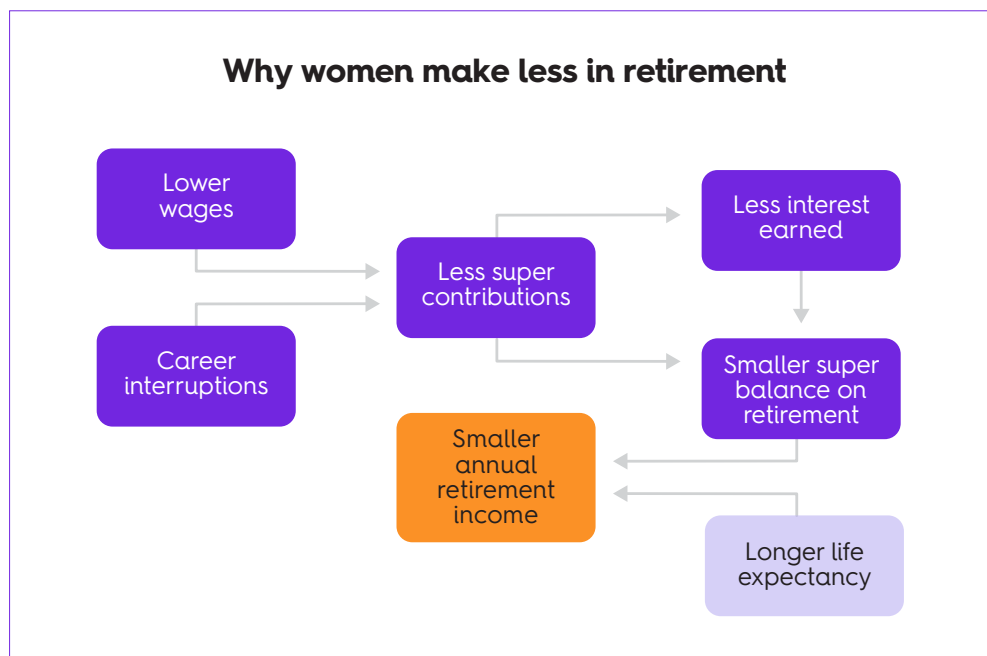 Why women make less in retirement
Lower
wages
Career
interruptions
Less super
contributions
Less interest
earned
Smaller super
balance on
retirement
Smaller
annual
retirement
income
Longer life
expectancy